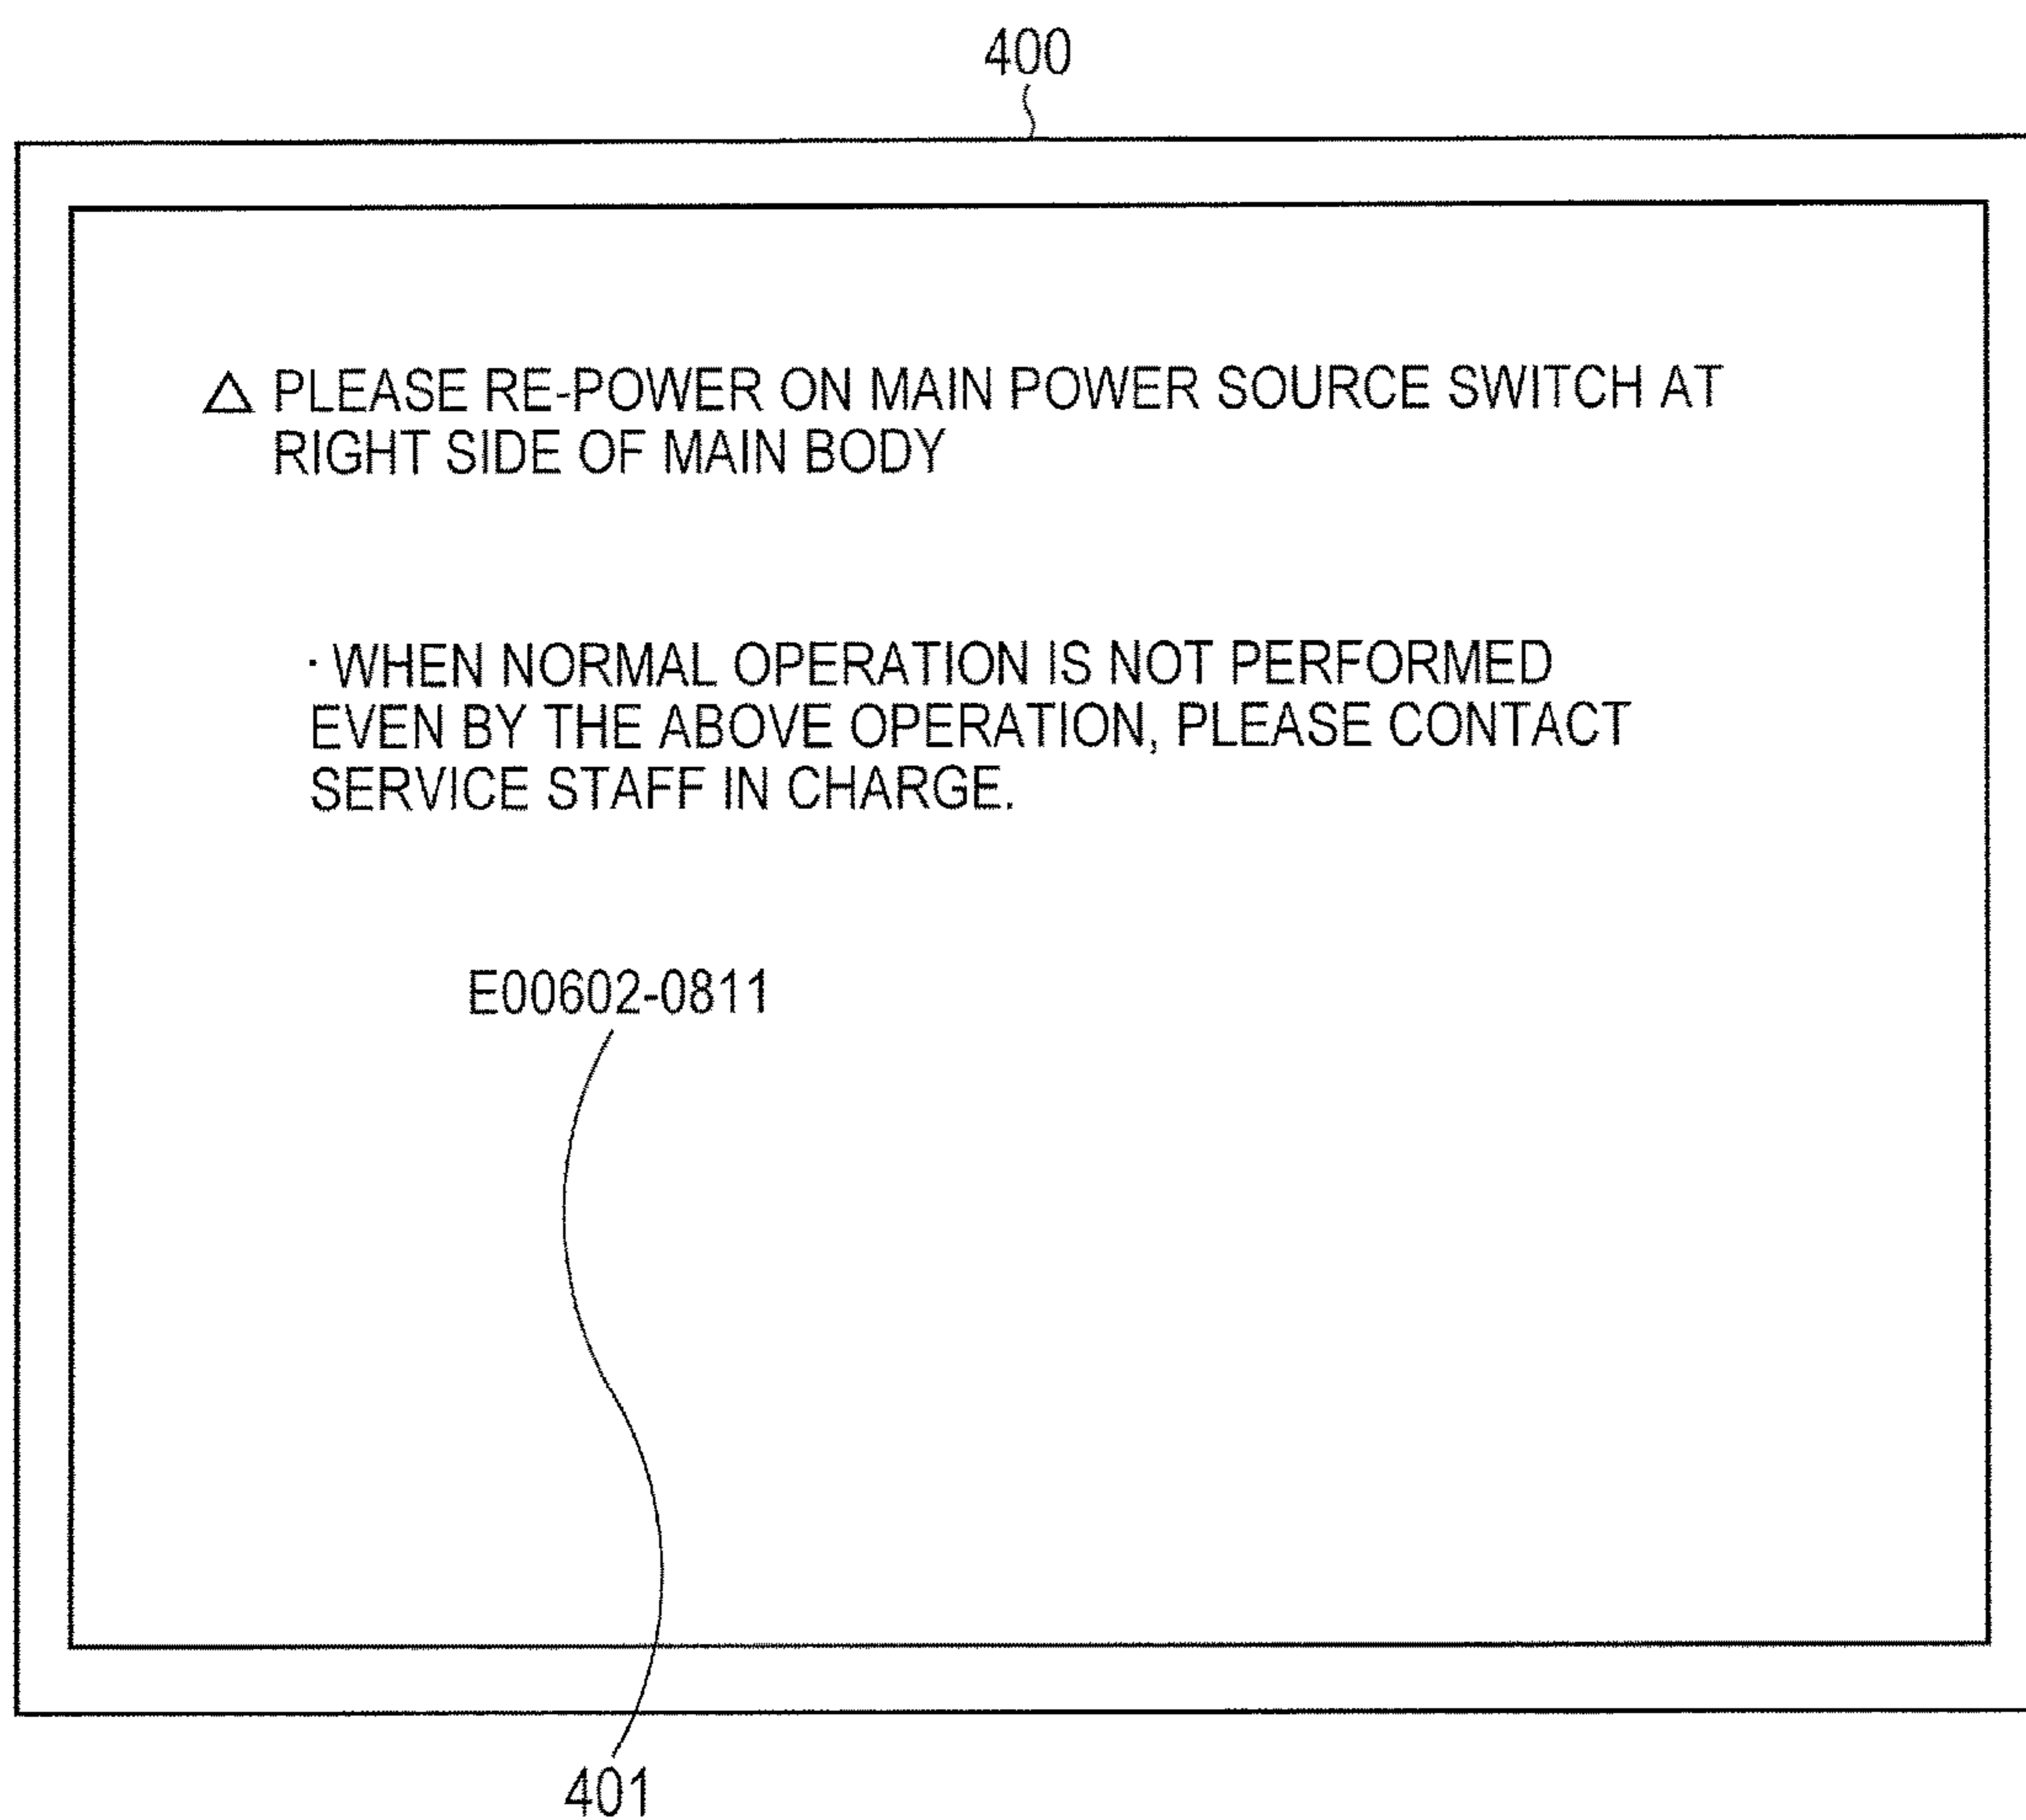 400
△ PLEASE RE-POWER ON MAIN POWER SOURCE SWITCH AT
RIGHT SIDE OF MAIN BODY
· WHEN NORMAL OPERATION IS NOT PERFORMED
EVEN BY THE ABOVE OPERATION, PLEASE CONTACT
SERVICE STAFF IN CHARGE.
E00602-0811
401